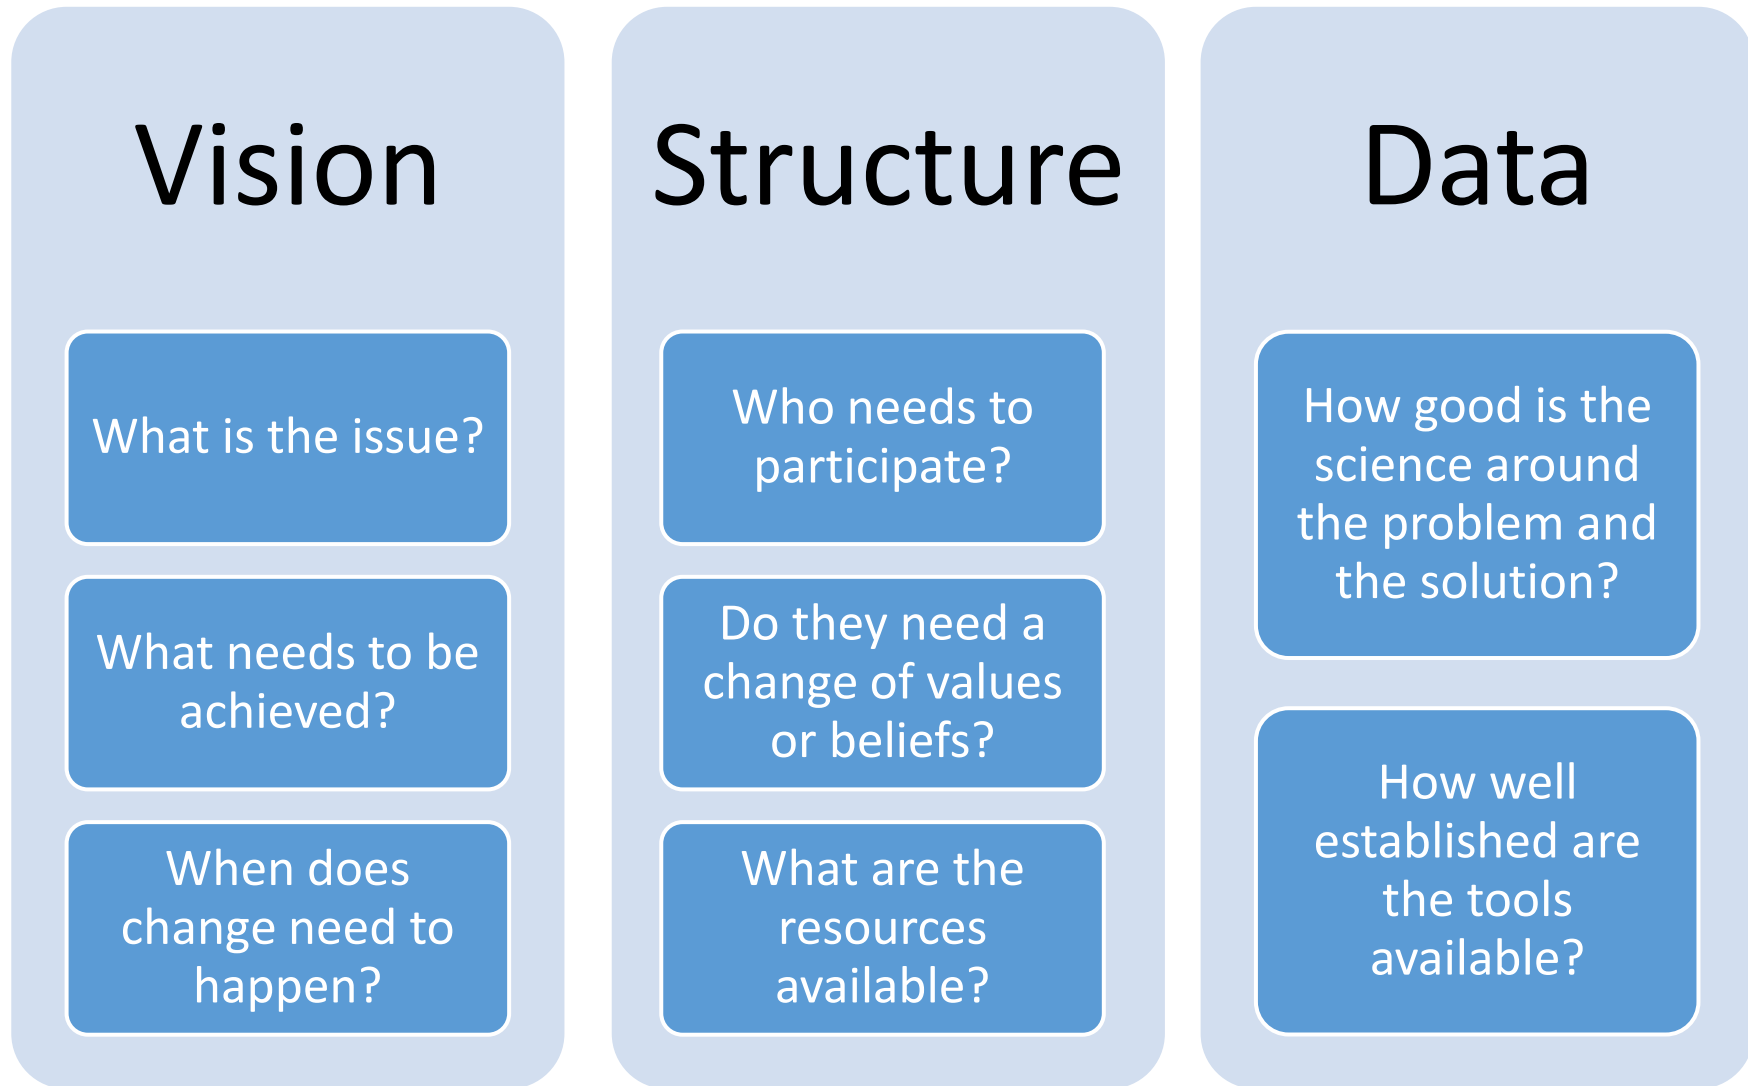 Vision
What is the issue?
What needs to be
achieved?
When does
change need to
happen?
Structure
Who needs to
participate?
Do they need a
change of values
or beliefs?
What are the
resources
available?
Data
How good is the
science around
the problem and
the solution?
How well
established are
the tools
available?